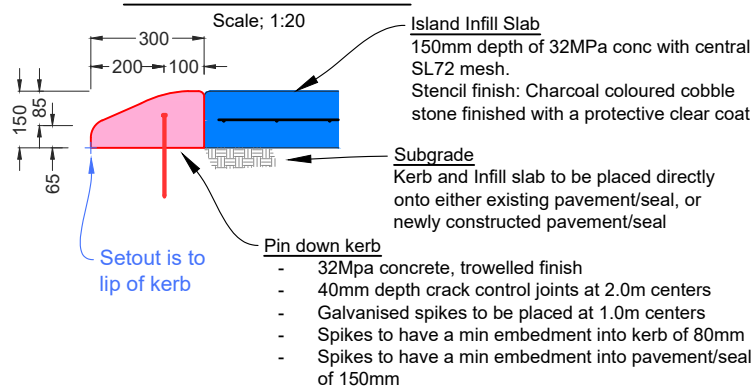 Scale; 1:20
300
200
100
150
85
65
Island Infill Slab
150mm depth of 32MPa conc with central
SL72 mesh.
Stencil finish: Charcoal coloured cobble
stone finished with a protective clear coat
Subgrade
Kerb and Infill slab to be placed directly
onto either existing pavement/seal, or
newly constructed pavement/seal
Setout is to
lip of kerb
Pin down kerb
- 32Mpa concrete, trowelled finish
- 40mm depth crack control joints at 2.0m centers
- Galvanised spikes to be placed at 1.0m centers
- Spikes to have a min embedment into kerb of 80mm
- Spikes to have a min embedment into pavement/seal
of 150mm